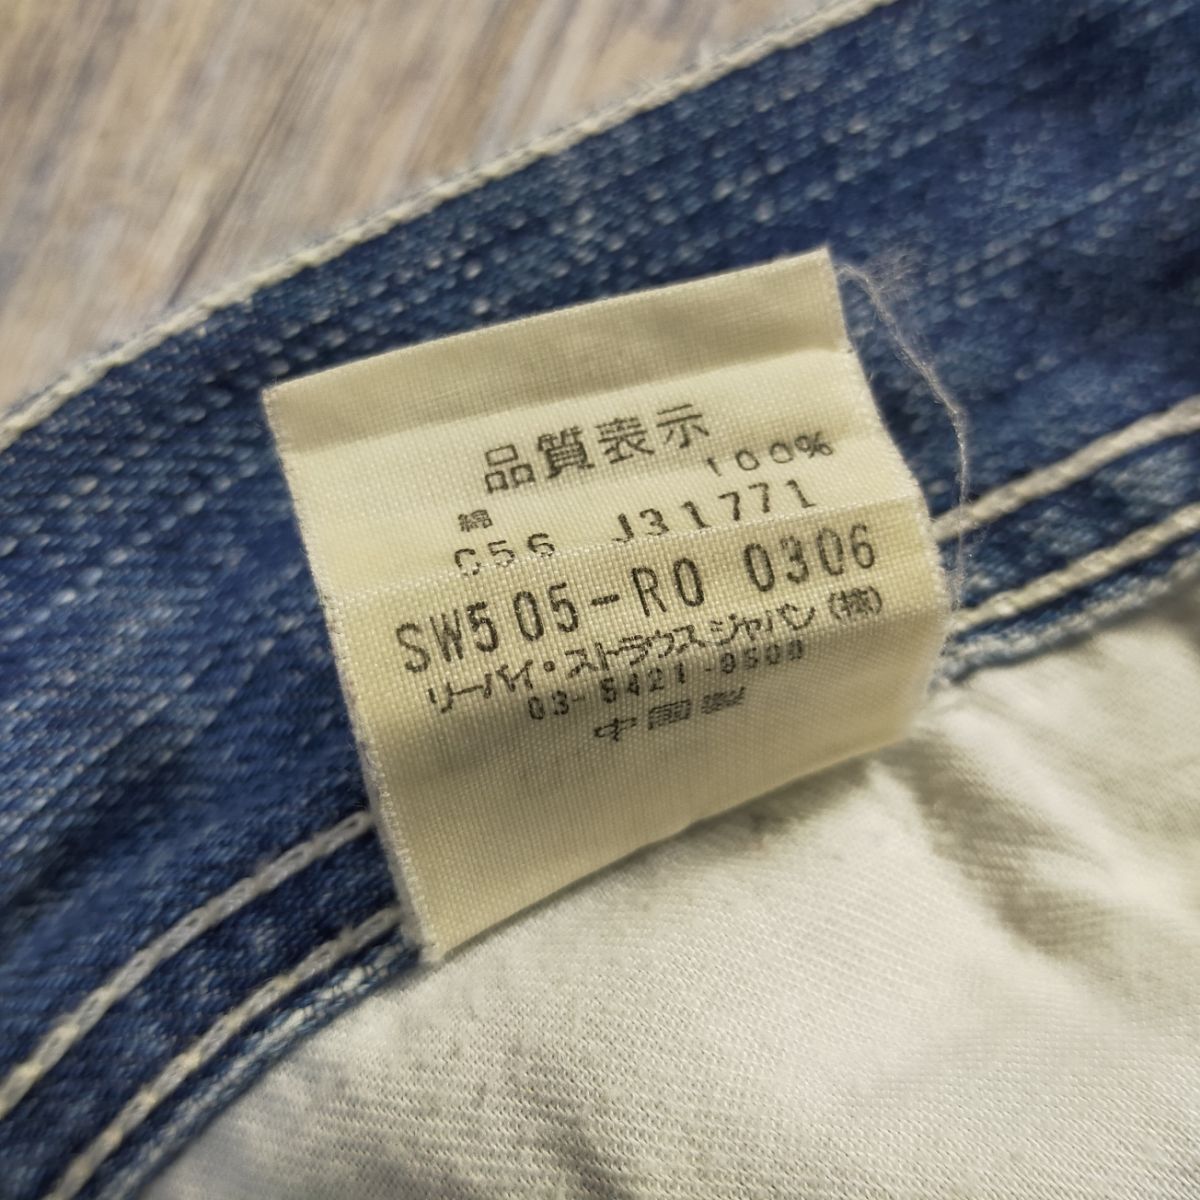 品質表示
綿 100%
C56 J31771
SW505-RO 0306
リーバイ・ストラウスジャパン(株)
03-5421-0500
中国製